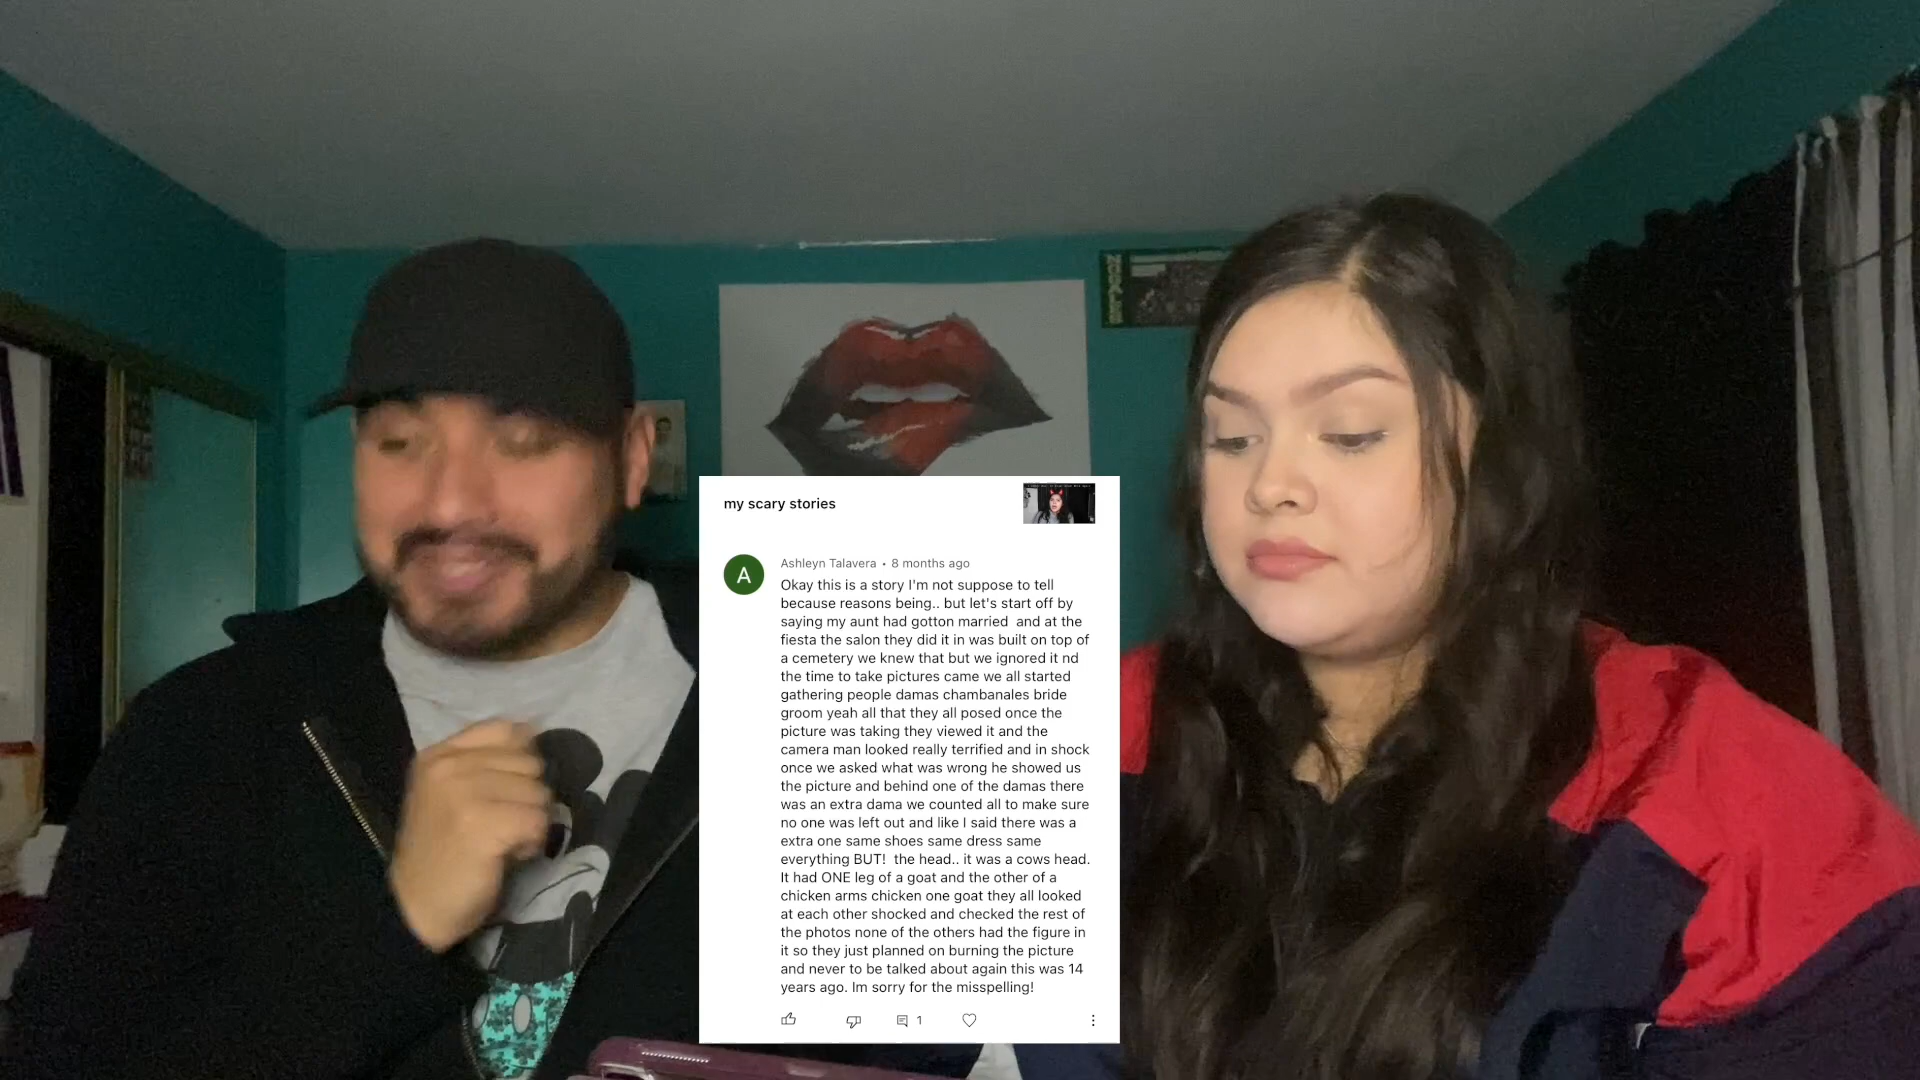 my scary stories
A
Ashleyn Talavera • 8 months ago
Okay this is a story I'm not suppose to tell
because reasons being.. but let's start off by
saying my aunt had gotton married  and at the
fiesta the salon they did it in was built on top of
a cemetery we knew that but we ignored it nd
the time to take pictures came we all started
gathering people damas chambanales bride
groom yeah all that they all posed once the
picture was taking they viewed it and the
camera man looked really terrified and in shock
once we asked what was wrong he showed us
the picture and behind one of the damas there
was an extra dama we counted all to make sure
no one was left out and like I said there was a
extra one same shoes same dress same
everything BUT!  the head.. it was a cows head.
It had ONE leg of a goat and the other of a
chicken arms chicken one goat they all looked
at each other shocked and checked the rest of
the photos none of the others had the figure in
it so they just planned on burning the picture
and never to be talked about again this was 14
years ago. Im sorry for the misspelling!
1